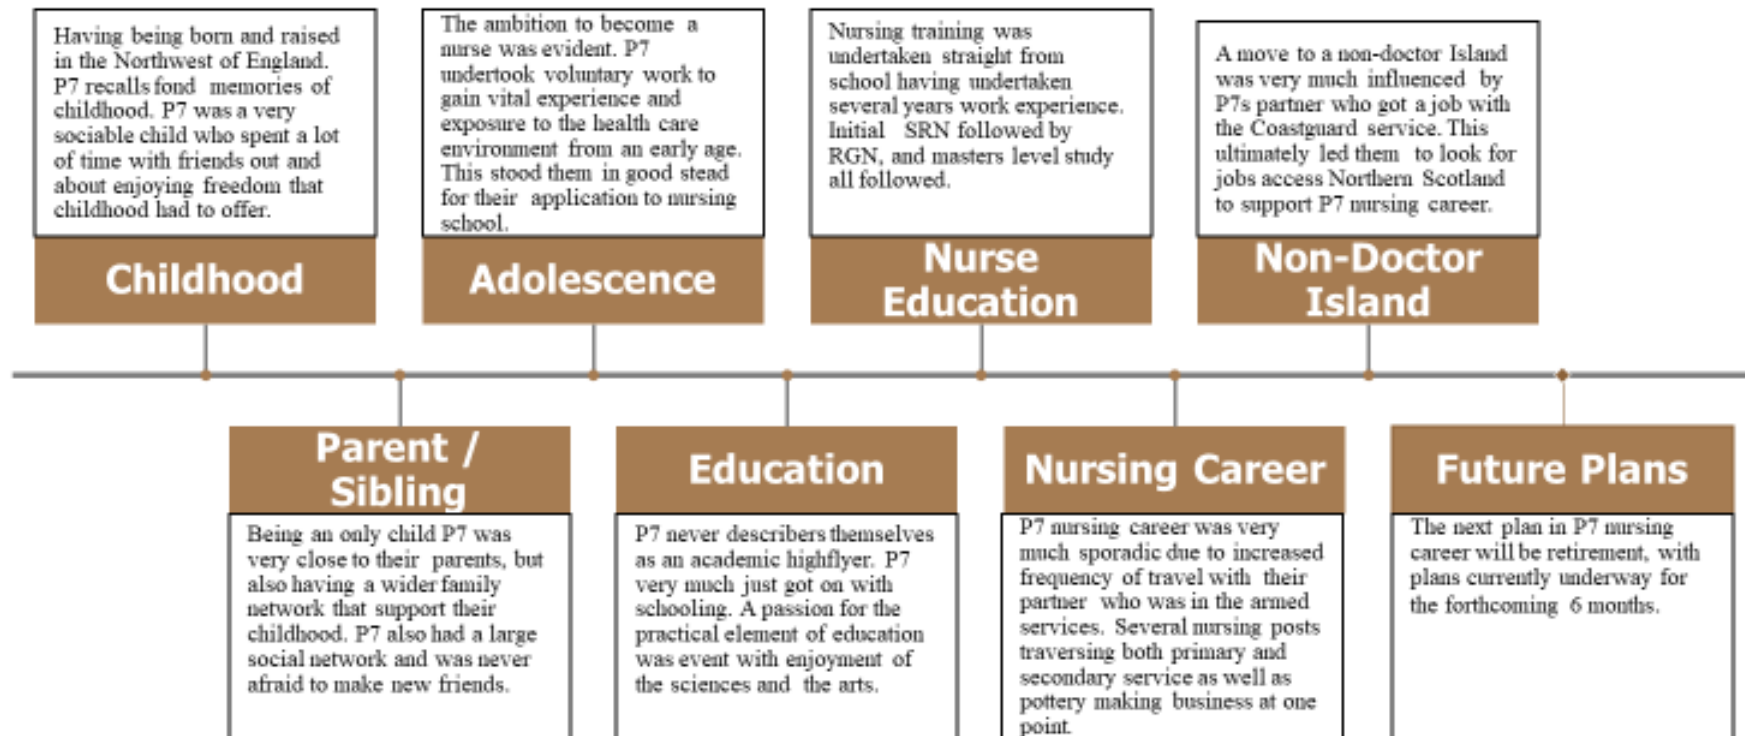 Having being born and raised
in the Northwest of England.
P7 recalls fond memories of
childhood. P7 was a very
sociable child who spent a lot
of time with friends out and
about enjoying freedom that
childhood had to offer.
Childhood
The ambition to become a
nurse was evident. P7
undertook voluntary work to
gain vital experience and
exposure to the health care
environment from an early age.
This stood them in good stead
for their application to nursing
school.
Adolescence
Nursing training was
undertaken straight from
school having undertaken
several years work experience.
Initial SRN followed by
RGN, and masters level study
all followed.
Nurse
Education
A move to a non-doctor Island
was very much influenced by
P7s partner who got a job with
the Coastguard service. This
ultimately led them to look for
jobs access Northern Scotland
to support P7 nursing career.
Non-Doctor
Island
Parent /
Sibling
Being an only child P7 was
very close to their parents, but
also having a wider family
network that support their
childhood. P7 also had a large
social network and was never
afraid to make new friends.
Education
P7 never describers themselves
as an academic highflyer. P7
very much just got on with
schooling. A passion for the
practical element of education
was event with enjoyment of
the sciences and the arts.
Nursing Career
P7 nursing career was very
much sporadic due to increased
frequency of travel with their
partner who was in the armed
services. Several nursing posts
traversing both primary and
secondary service as well as
pottery making business at one
point.
Future Plans
The next plan in P7 nursing
career will be retirement, with
plans currently underway for
the forthcoming 6 months.